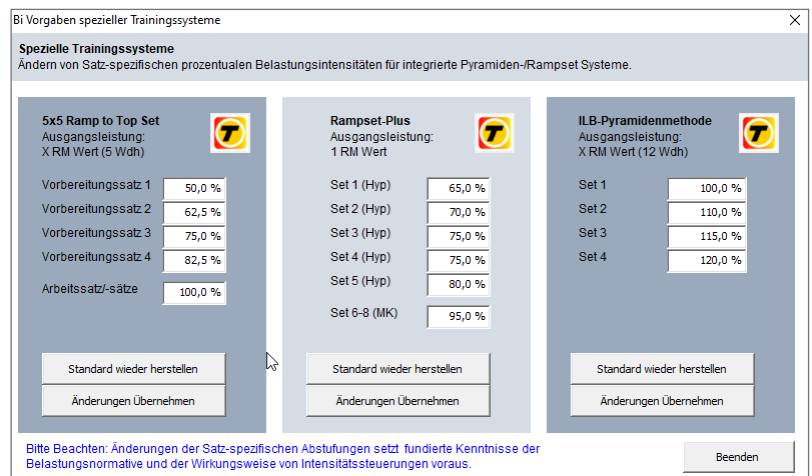 Bi Vorgaben spezieller Trainingssysteme
Spezielle Trainingssysteme
Ändern von Satz-spezifischen prozentualen Belastungsintensitäten für integrierte Pyramiden-/Rampset Systeme.
5x5 Ramp to Top Set
Ausgangsleistung:
X RM Wert (5 Wdh)
T
Vorbereitungssatz 1 50,0 %
Vorbereitungssatz 2 62,5 %
Vorbereitungssatz 3 75,0 %
Vorbereitungssatz 4 82,5 %
Arbeitssatz/-sätze 100,0 %
Standard wieder herstellen
Änderungen Übernehmen
Rampset-Plus
Ausgangsleistung:
1 RM Wert
T
Set 1 (Hyp) 65,0 %
Set 2 (Hyp) 70,0 %
Set 3 (Hyp) 75,0 %
Set 4 (Hyp) 75,0 %
Set 5 (Hyp) 80,0 %
Set 6-8 (MK) 95,0 %
Standard wieder herstellen
Änderungen Übernehmen
ILB-Pyramidenmethode
Ausgangsleistung:
X RM Wert (12 Wdh)
T
Set 1 100,0 %
Set 2 110,0 %
Set 3 115,0 %
Set 4 120,0 %
Standard wieder herstellen
Änderungen Übernehmen
Bitte Beachten: Änderungen der Satz-spezifischen Abstufungen setzt fundierte Kenntnisse der
Belastungsnormative und der Wirkungsweise von Intensitätssteuerungen voraus.
Beenden